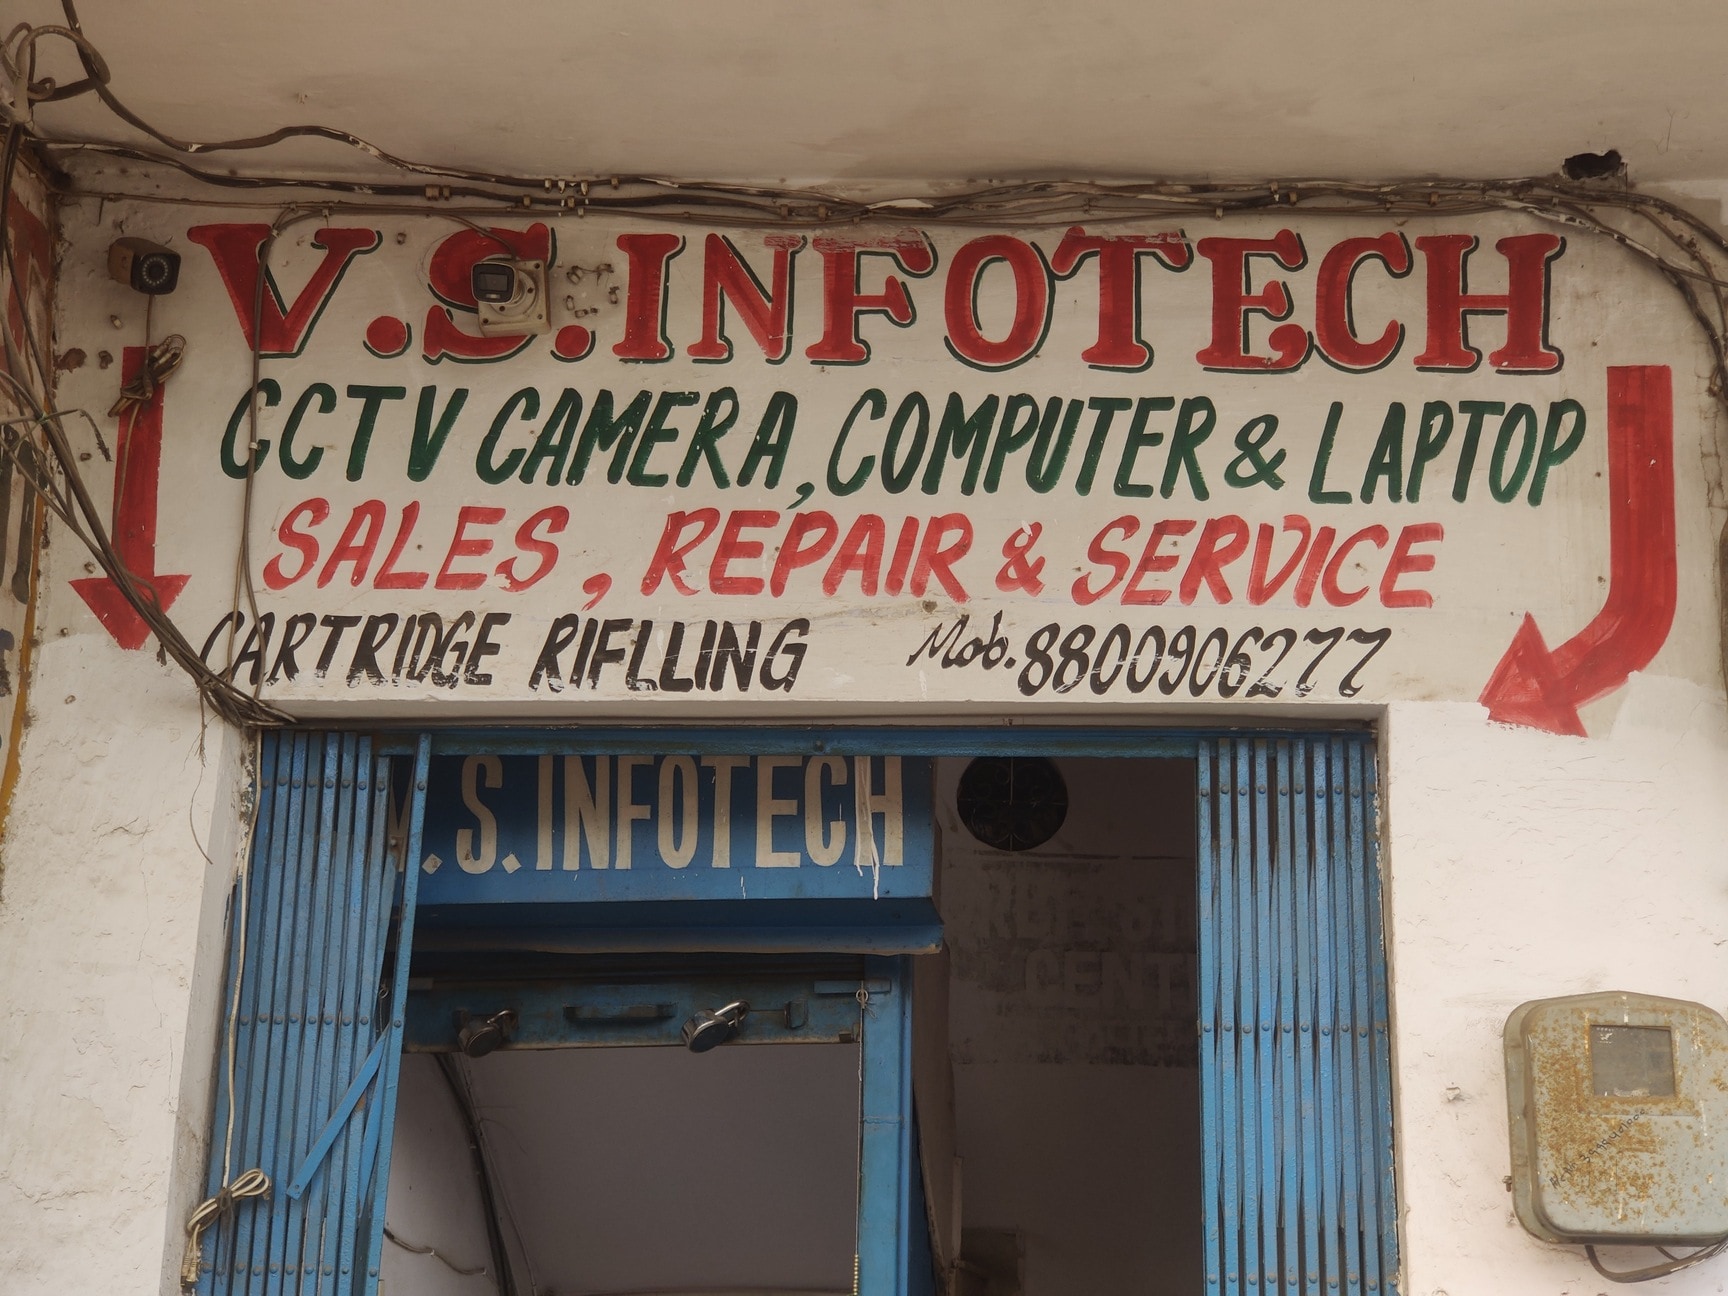 V.S.INFOTECH
CCTV CAMERA, COMPUTER & LAPTOP
SALES, REPAIR & SERVICE
CARTRIDGE RIFLLING Mob. 8800906277
V.S.INFOTECH